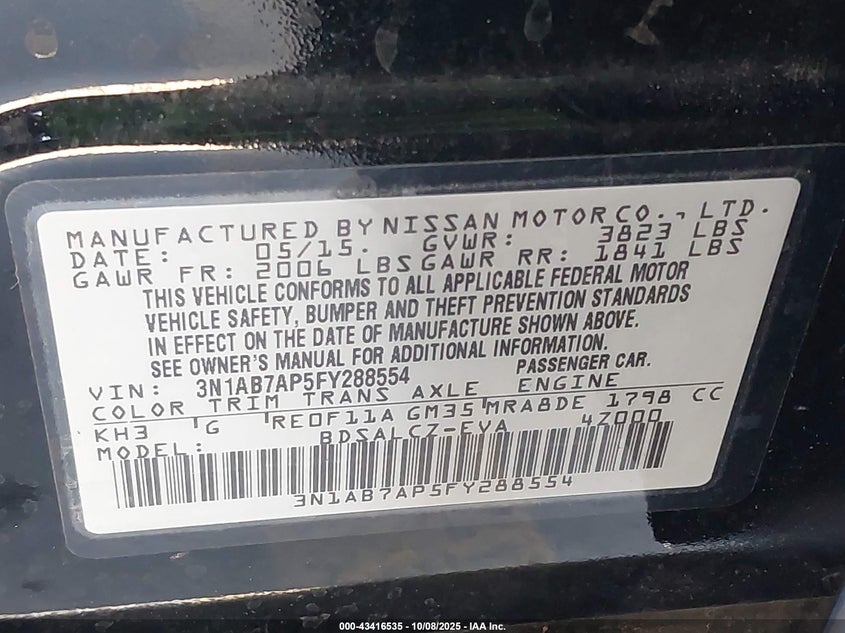 MANUFACTURED BY NISSAN MOTOR CO., LTD.
DATE: 05/15. GVWR: 3823 LBS
GAWR FR: 2006 LBS GAWR RR: 1841 LBS
THIS VEHICLE CONFORMS TO ALL APPLICABLE FEDERAL MOTOR
VEHICLE SAFETY, BUMPER AND THEFT PREVENTION STANDARDS
IN EFFECT ON THE DATE OF MANUFACTURE SHOWN ABOVE.
SEE OWNER'S MANUAL FOR ADDITIONAL INFORMATION.
VIN: 3N1AB7AP5FY288554 PASSENGER CAR.
COLOR TRIM TRANS AXLE ENGINE
KH3 G RE0F11A GM35 MRA8DE 1798 CC
MODEL: BDSALCZ-EVA 4Z000
3N1AB7AP5FY288554
000-43416535 - 10/08/2025 - IAA Inc.